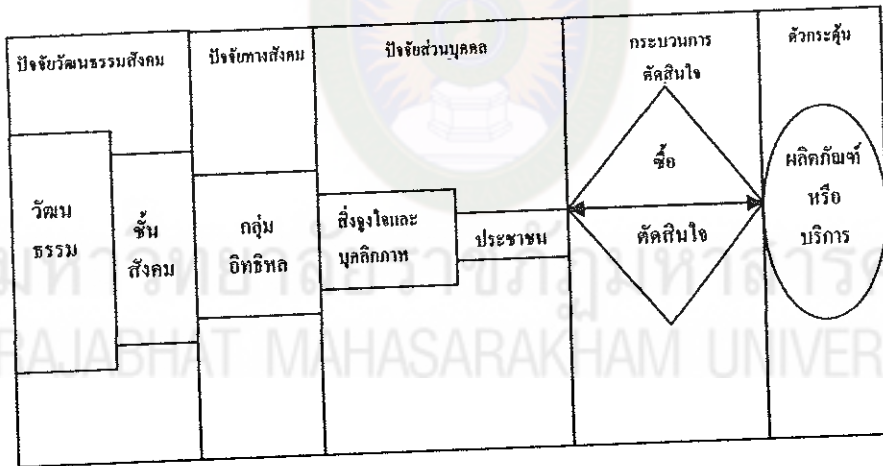 ปัจจัยวัฒนธรรมสังคม
ปัจจัยทางสังคม
ปัจจัยส่วนบุคคล
กระบวนการ
ตัดสินใจ
ตัวกระตุ้น
วัฒน
ธรรม
ชั้น
สังคม
กลุ่ม
อิทธิพล
สิ่งจูงใจและ
บุคลิกภาพ
ประชาชน
ซื้อ
ตัดสินใจ
ผลิตภัณฑ์
หรือ
บริการ
มหาวิทยาลัยราชภัฏมหาสารค
RAJABHAT MAHASARAKHAM UNIVER